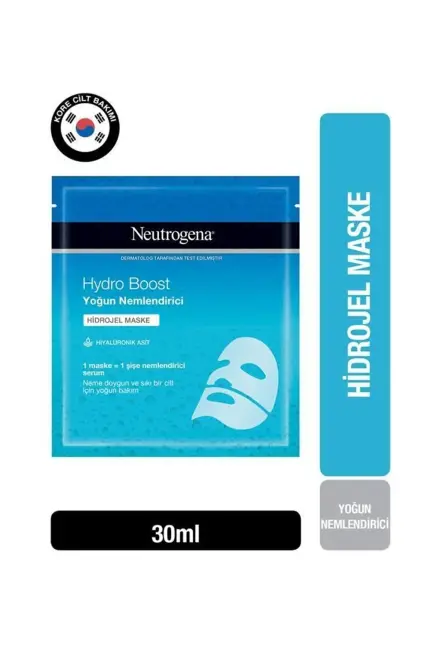 KORE CİLT BAKIMI
Neutrogena®
DERMATOLOG TARAFINDAN TEST EDİLMİŞTİR
Hydro Boost
Yoğun Nemlendirici
HİDROJEL MASKE
HİYALURONİK ASİT
1 maske = 1 şişe nemlendirici
serum
Neme doygun ve sıkı bir cilt
için yoğun bakım
30ml
HİDROJEL MASKE
YOĞUN
NEMLENDİRİCİ